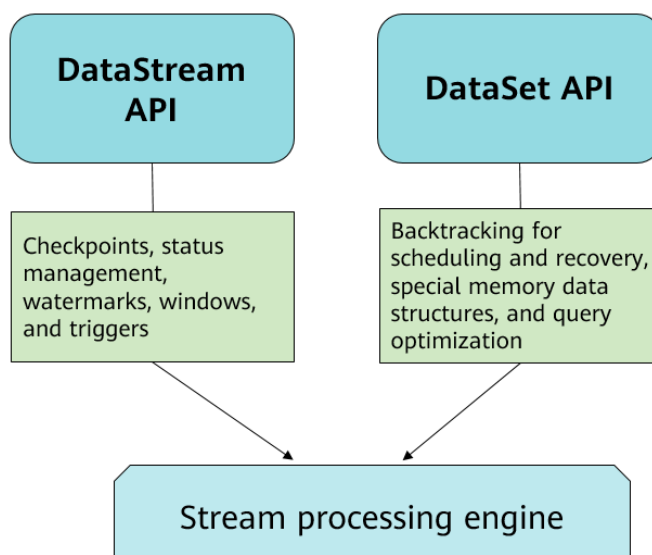 DataStream
API
DataSet API
Checkpoints, status
management,
watermarks, windows,
and triggers
Backtracking for
scheduling and recovery,
special memory data
structures, and query
optimization
Stream processing engine